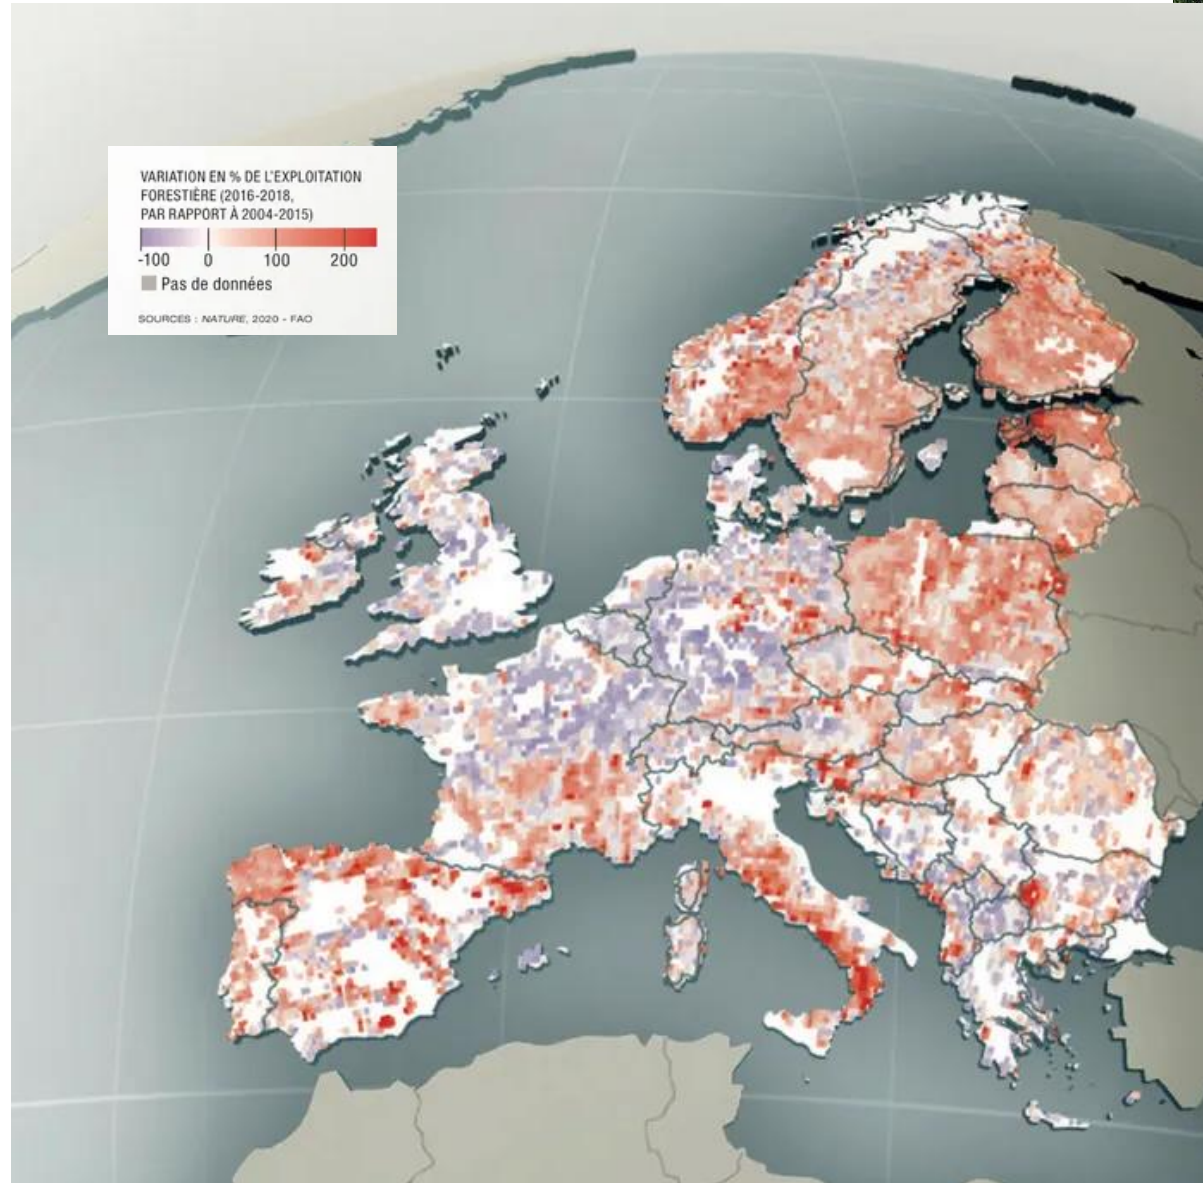 VARIATION EN % DE L'EXPLOITATION
FORESTIÈRE (2016-2018,
PAR RAPPORT À 2004-2015)
-100 0 100 200
Pas de données
SOURCES : NATURE, 2020 - FAO